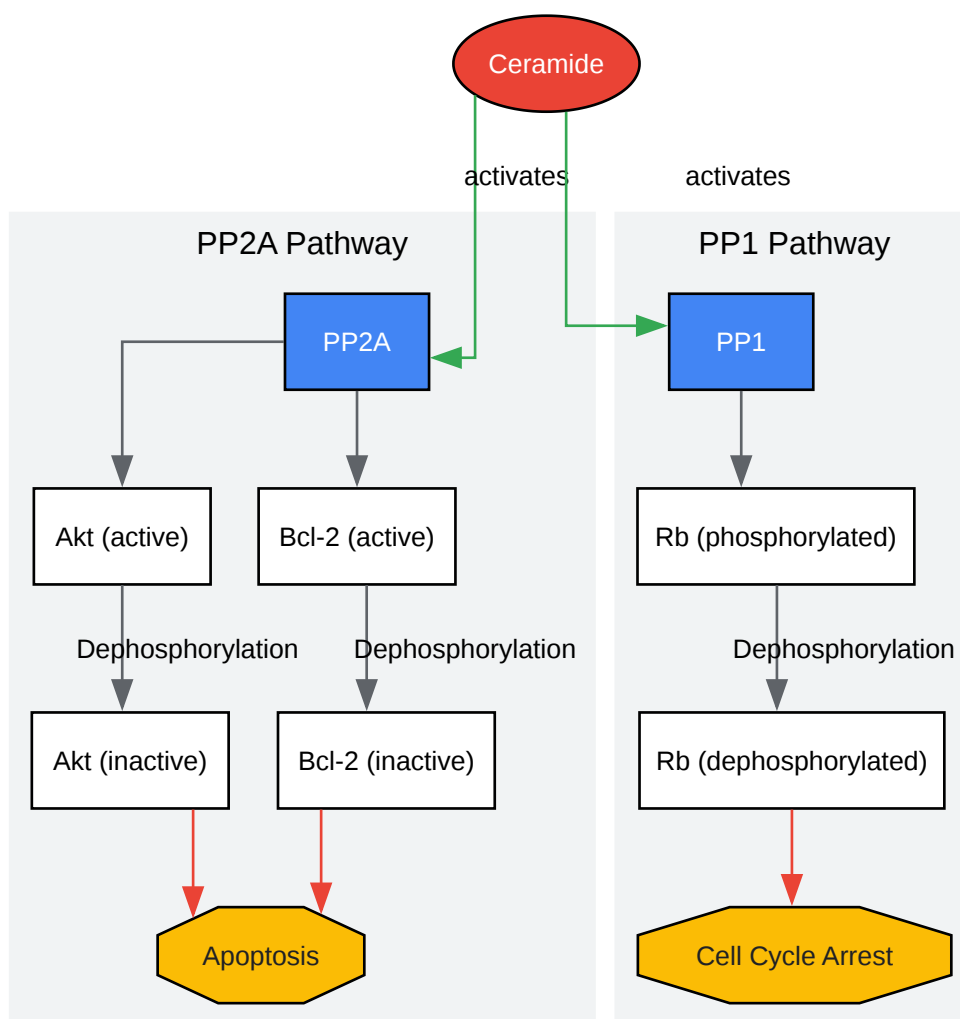 Ceramide
activates
activates
PP2A Pathway
PP1 Pathway
PP2A
PP1
Akt (active)
Bcl-2 (active)
Rb (phosphorylated)
Dephosphorylation
Dephosphorylation
Dephosphorylation
Akt (inactive)
Bcl-2 (inactive)
Rb (dephosphorylated)
Apoptosis
Cell Cycle Arrest